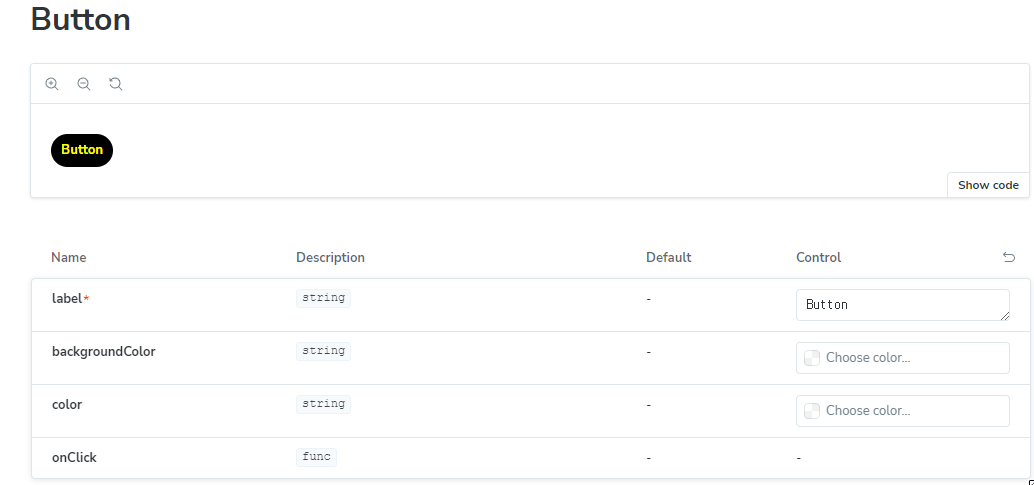 Button
Button
Show code
Name Description Default Control
label* string - Button
backgroundColor string - Choose color...
color string - Choose color...
onClick func - -